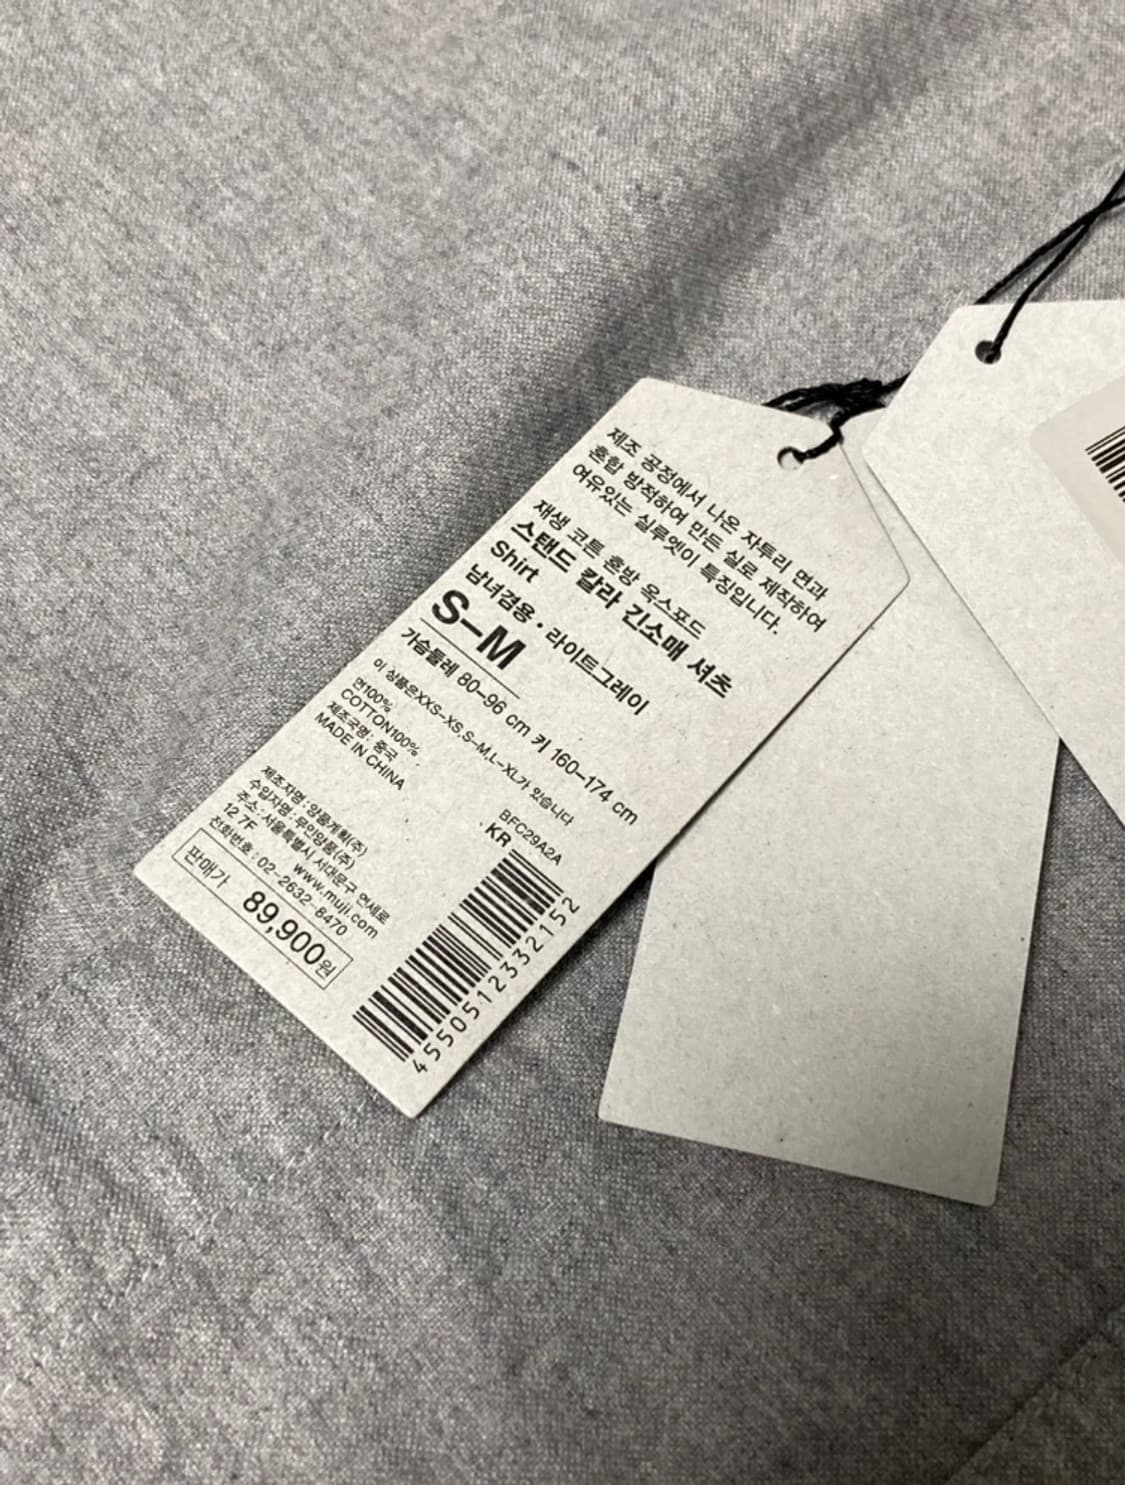 제조 공정에서 나온 자투리 면과
혼합 방적하여 만든 실로 제작하여
여유있는 실루엣이 특징입니다.
재생 코튼 혼방 옥스포드
스탠드 칼라 긴소매 셔츠
Shirt
남녀겸용・라이트그레이
S–M
가슴둘레 80–96 cm 키 160–174 cm
이 상품은XXS–XS,S–M,L–XL가 있습니다
면100%
COTTON100%
제조국명: 중국
MADE IN CHINA
BFC29A2A
KR
제조자명 : 양품계획(주)
수입자명 : 무인양품(주)
주소 : 서울특별시 서대문구 연세로
12 7F
www.muji.com
전화번호 : 02-2632-8470
판매가 89,900원
4550512332152